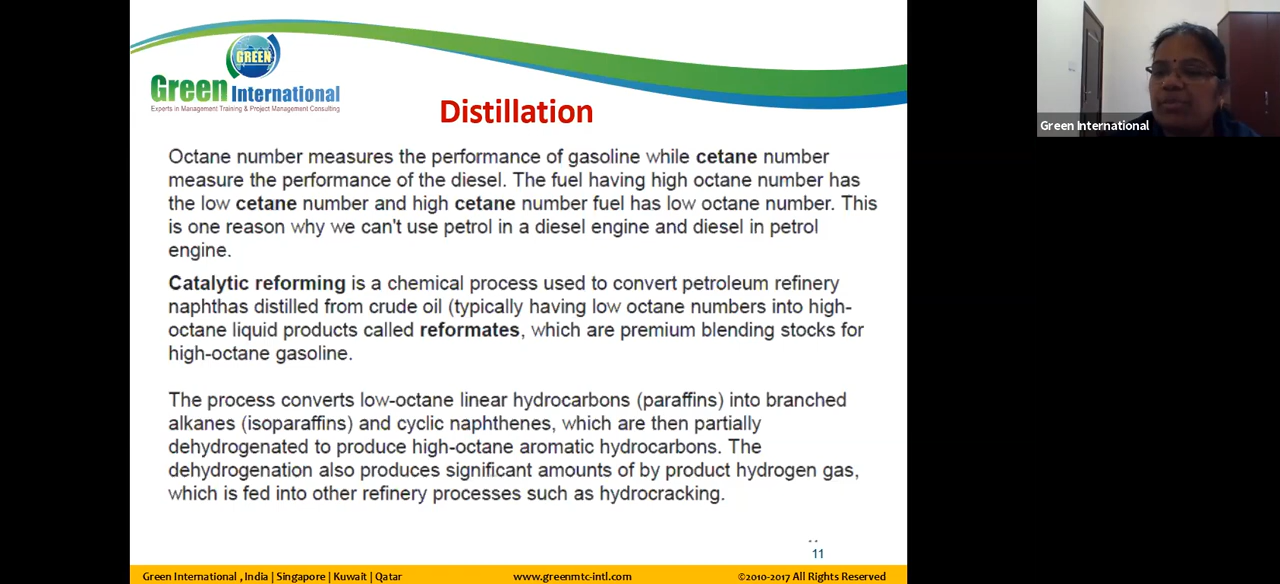 GREEN
Green International
Experts in Management Training & Project Management Consulting
Distillation
Octane number measures the performance of gasoline while cetane number
measure the performance of the diesel. The fuel having high octane number has
the low cetane number and high cetane number fuel has low octane number. This
is one reason why we can't use petrol in a diesel engine and diesel in petrol
engine.
Catalytic reforming is a chemical process used to convert petroleum refinery
naphthas distilled from crude oil (typically having low octane numbers into high-
octane liquid products called reformates, which are premium blending stocks for
high-octane gasoline.
The process converts low-octane linear hydrocarbons (paraffins) into branched
alkanes (isoparaffins) and cyclic naphthenes, which are then partially
dehydrogenated to produce high-octane aromatic hydrocarbons. The
dehydrogenation also produces significant amounts of by product hydrogen gas,
which is fed into other refinery processes such as hydrocracking.
11
Green International , India | Singapore | Kuwait | Qatar
www.greenmtc-intl.com
©2010-2017 All Rights Reserved
Green International